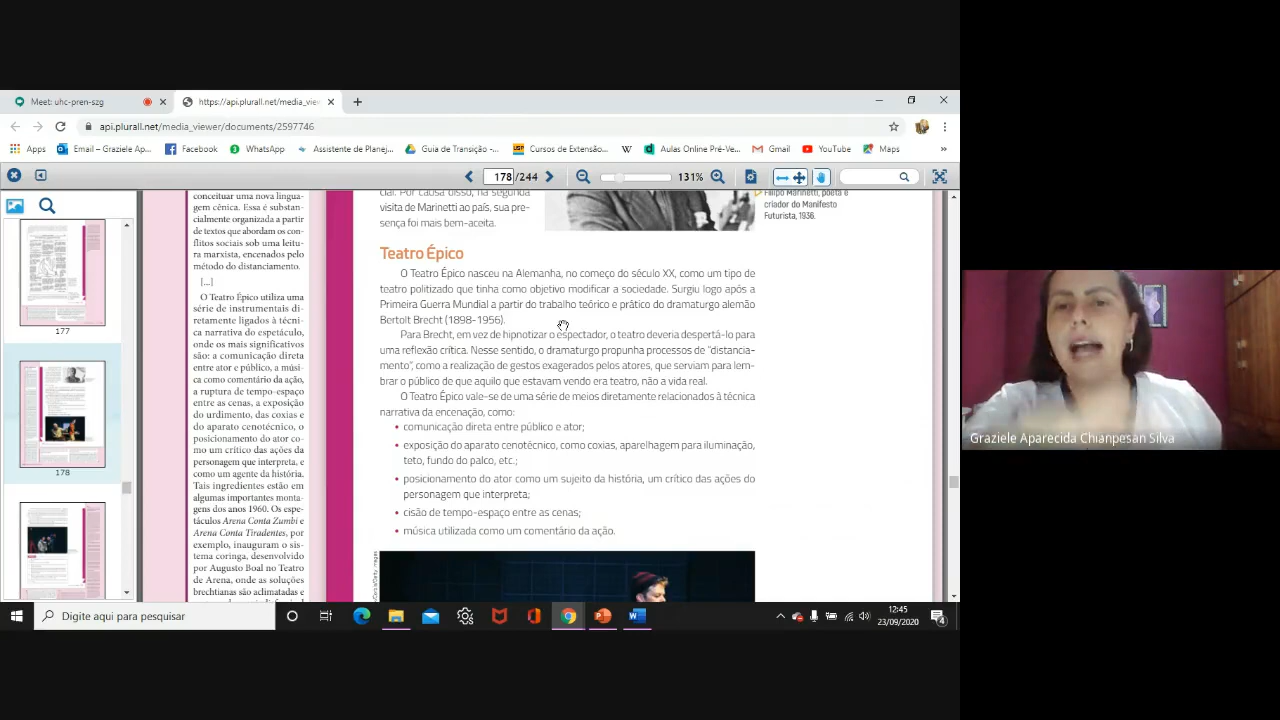 Meet: uhc-pren-szg
https://api.plurall.net/media_vie
api.plurall.net/media_viewer/documents/2597746
Apps
Email – Graziele Ap...
Facebook
WhatsApp
Assistente de Planej...
Guia de Transição -...
USP
Cursos de Extensão...
W
Aulas Online Pré-Ve...
Gmail
YouTube
Maps
»
178 /244
131%
177
178
conceituar uma nova lingua-
gem cênica. Essa é substan-
cialmente organizada a partir
de textos que abordam os con-
flitos sociais sob uma leitu-
ra marxista, encenados pelo
método do distanciamento.
[...]
O Teatro Épico utiliza uma
série de instrumentais di-
retamente ligados à técni-
ca narrativa do espetáculo,
onde os mais significativos
são: a comunicação direta
entre ator e público, a mú-
sica como comentário da ação,
a ruptura de tempo-espaço
entre as cenas, a exposição
do urdimento, das coxias e
do aparato cenotécnico, o
posicionamento do ator co-
mo um crítico das ações da
personagem que interpreta, e
como um agente da história.
Tais ingredientes estão em
algumas importantes monta-
gens dos anos 1960. Os espe-
táculos Arena Conta Zumbi e
Arena Conta Tiradentes, por
exemplo, inauguram o sis-
tema coringa, desenvolvido
por Augusto Boal no Teatro
de Arena, onde as soluções
brechtianas são aclimatadas e
cial. Por causa disso, na segunda
visita de Marinetti ao país, sua pre-
sença foi mais bem-aceita.
Filipo Marinetti, poeta e
criador do Manifesto
Futurista, 1936.
Teatro Épico
O Teatro Épico nasceu na Alemanha, no começo do século XX, como um tipo de
teatro politizado que tinha como objetivo modificar a sociedade. Surgiu logo após a
Primeira Guerra Mundial a partir do trabalho teórico e prático do dramaturgo alemão
Bertolt Brecht (1898-1956).
Para Brecht, em vez de hipnotizar o espectador, o teatro deveria despertá-lo para
uma reflexão crítica. Nesse sentido, o dramaturgo propunha processos de “distancia-
mento”, como a realização de gestos exagerados pelos atores, que serviam para lem-
brar o público de que aquilo que estavam vendo era teatro, não a vida real.
O Teatro Épico vale-se de uma série de meios diretamente relacionados à técnica
narrativa da encenação, como:
• comunicação direta entre público e ator;
• exposição do aparato cenotécnico, como coxias, aparelhagem para iluminação,
teto, fundo do palco, etc.;
• posicionamento do ator como um sujeito da história, um crítico das ações do
personagem que interpreta;
• cisão de tempo-espaço entre as cenas;
• música utilizada como um comentário da ação.
Graziele Aparecida Chianpesan Silva
Digite aqui para pesquisar
12:45
23/09/2020
4